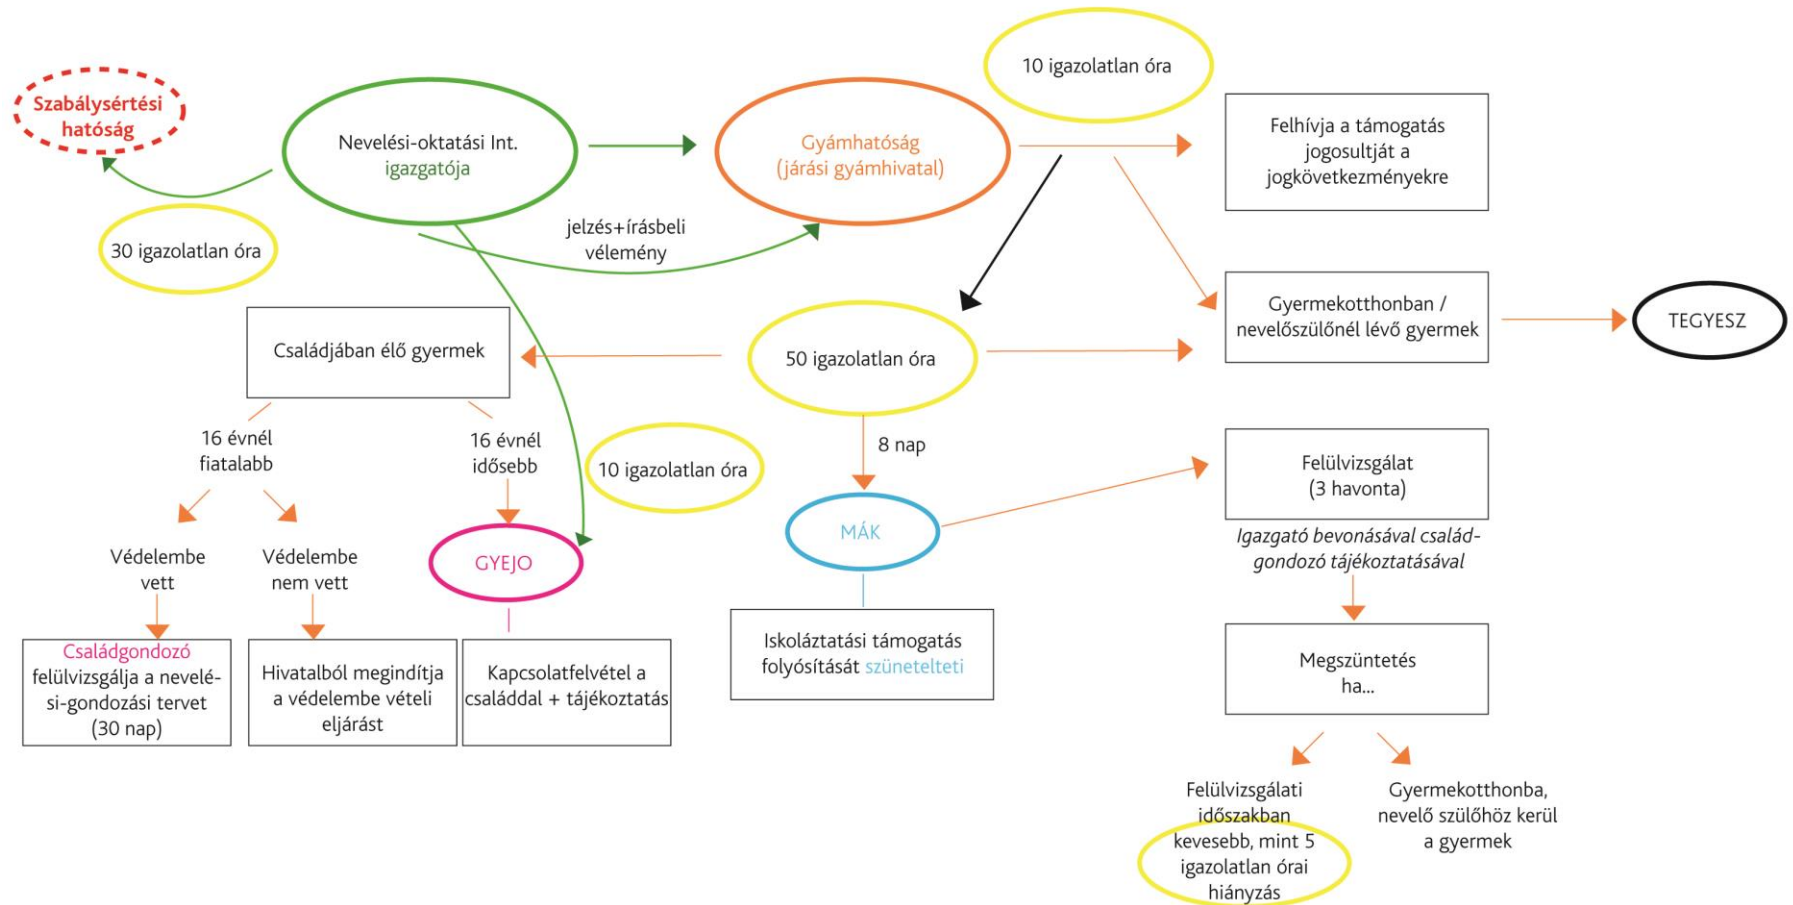 10 igazolatlan óra
Szabálysértési
hatóság
Nevelési-oktatási Int.
igazgatója
Gyámhatóság
(járási gyámhivatal)
Felhívja a támogatás
jogosultját a
jogkövetkezményekre
30 igazolatlan óra
jelzés+írásbeli
vélemény
Gyermekotthonban /
nevelőszülőnél lévő gyermek
TEGYESZ
Családjában élő gyermek
50 igazolatlan óra
16 évnél
fiatalabb
16 évnél
idősebb
10 igazolatlan óra
8 nap
Felülvizsgálat
(3 havonta)
Igazgató bevonásával család-
gondozó tájékoztatásával
MÁK
GYEJO
Védelembe
vett
Védelembe
nem vett
Családgondozó
felülvizsgálja a nevelé-
si-gondozási tervet
(30 nap)
Hivatalból megindítja
a védelembe vételi
eljárást
Kapcsolatfelvétel a
családdal + tájékoztatás
Iskoláztatási támogatás
folyósítását szünetelteti
Megszüntetés
ha...
Felülvizsgálati
időszakban
kevesebb, mint 5
igazolatlan órai
hiányzás
Gyermekotthonba,
nevelő szülőhöz kerül
a gyermek